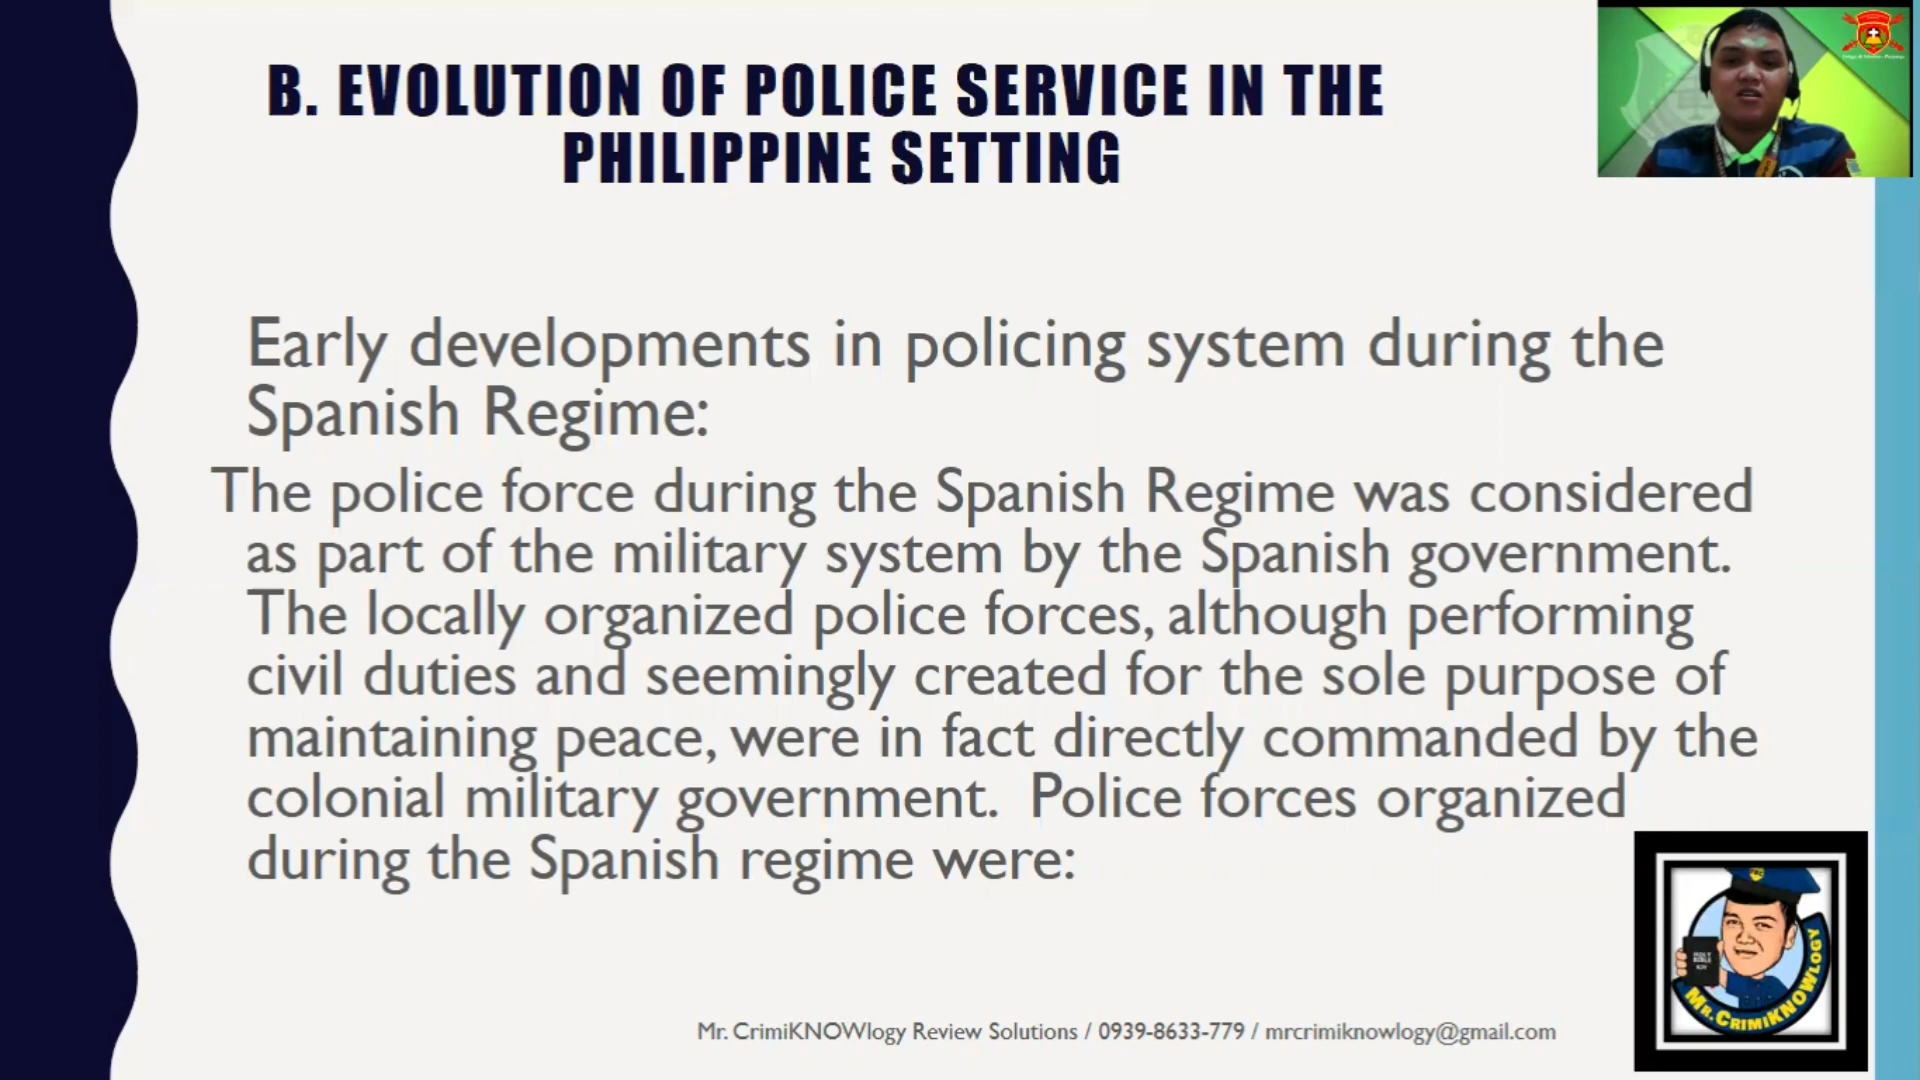 B. EVOLUTION OF POLICE SERVICE IN THE
PHILIPPINE SETTING
Early developments in policing system during the
Spanish Regime:
The police force during the Spanish Regime was considered
as part of the military system by the Spanish government.
The locally organized police forces, although performing
civil duties and seemingly created for the sole purpose of
maintaining peace, were in fact directly commanded by the
colonial military government.  Police forces organized
during the Spanish regime were:
HOLY
BIBLE
KJV
MR. CRIMIKNOWLOGY
Mr. CrimiKNOWlogy Review Solutions / 0939-8633-779 / mrcrimiknowlogy@gmail.com